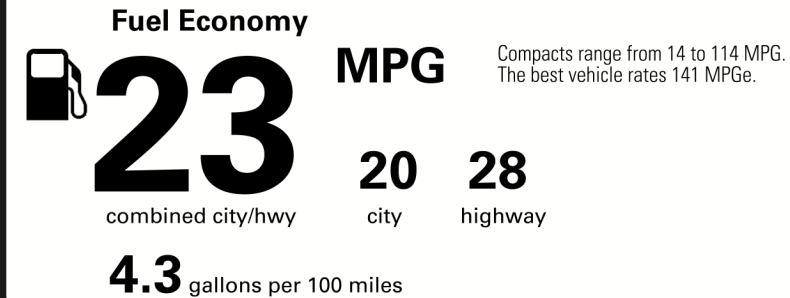 Fuel Economy
23 MPG
Compacts range from 14 to 114 MPG.
The best vehicle rates 141 MPGe.
combined city/hwy
20
city
28
highway
4.3 gallons per 100 miles